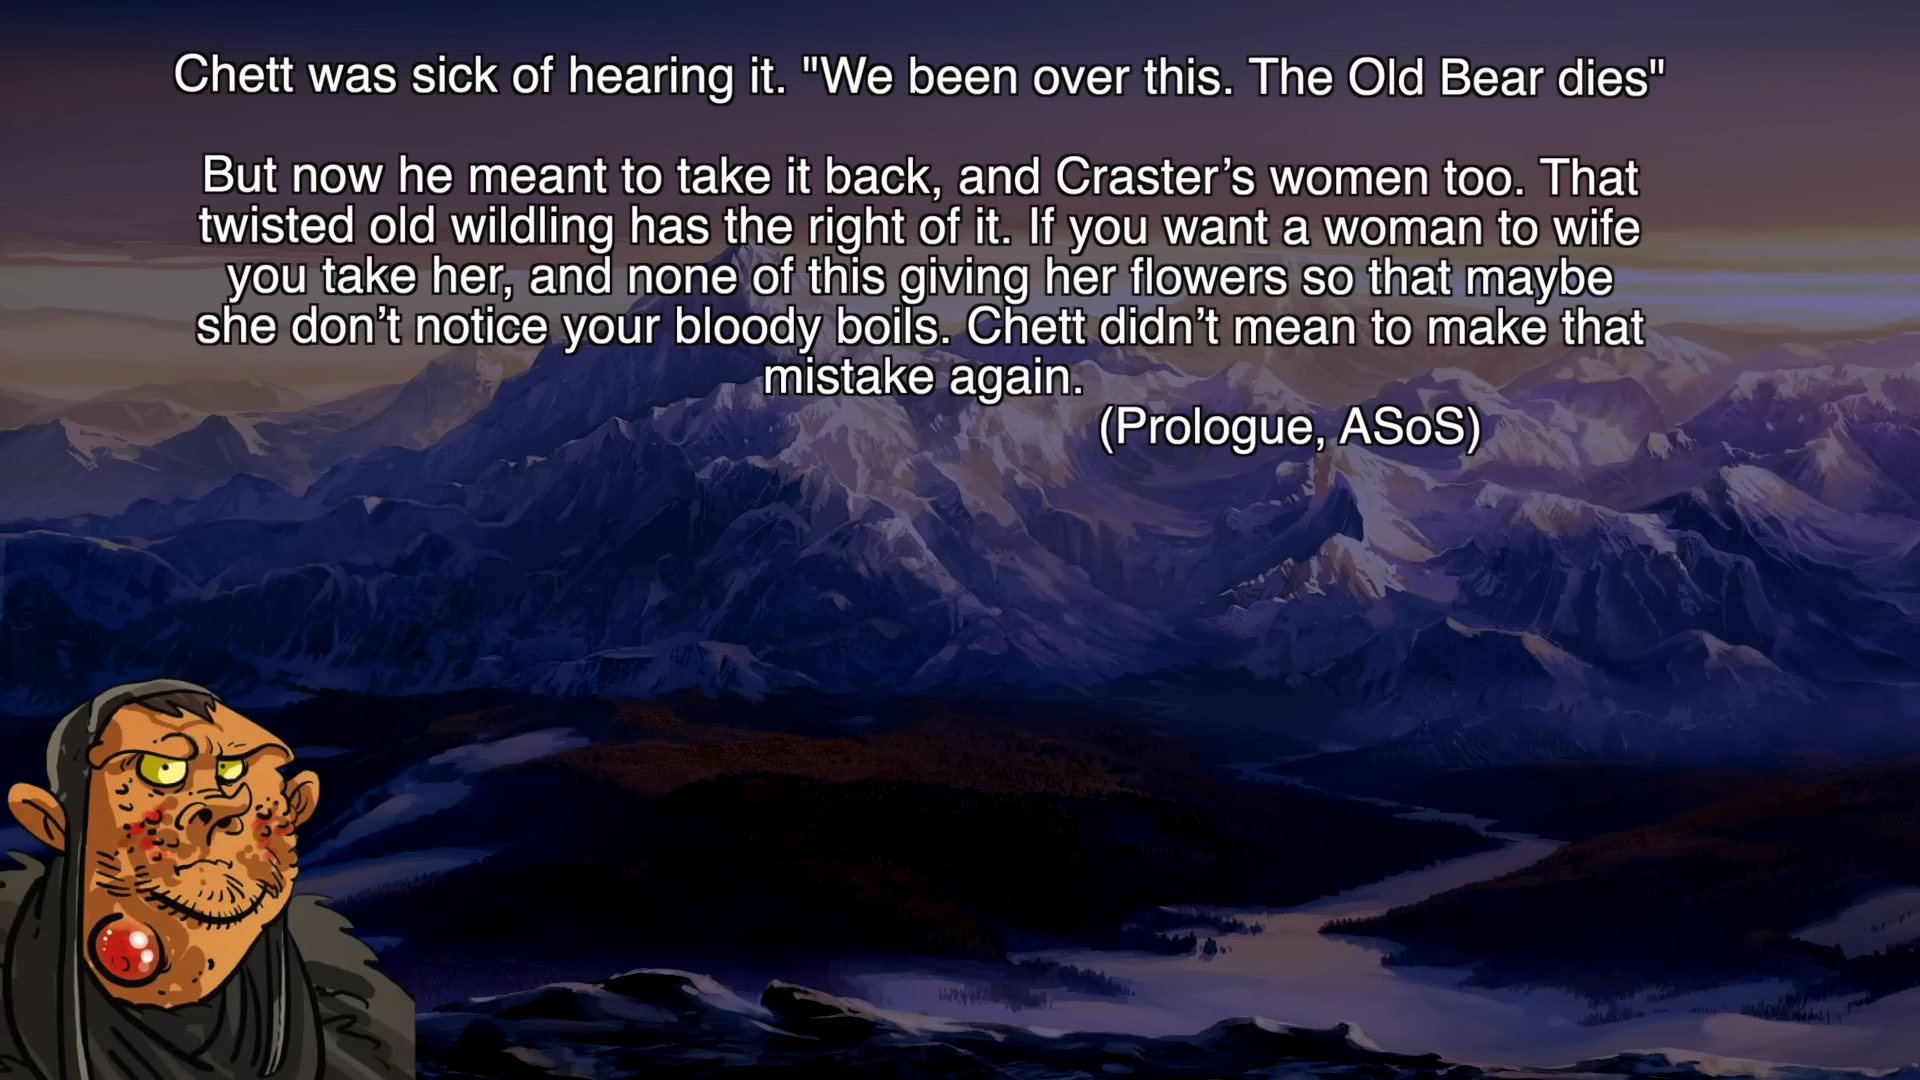 Chett was sick of hearing it. "We been over this. The Old Bear dies"
But now he meant to take it back, and Craster’s women too. That
twisted old wildling has the right of it. If you want a woman to wife
you take her, and none of this giving her flowers so that maybe
she don’t notice your bloody boils. Chett didn’t mean to make that
mistake again.
(Prologue, ASoS)